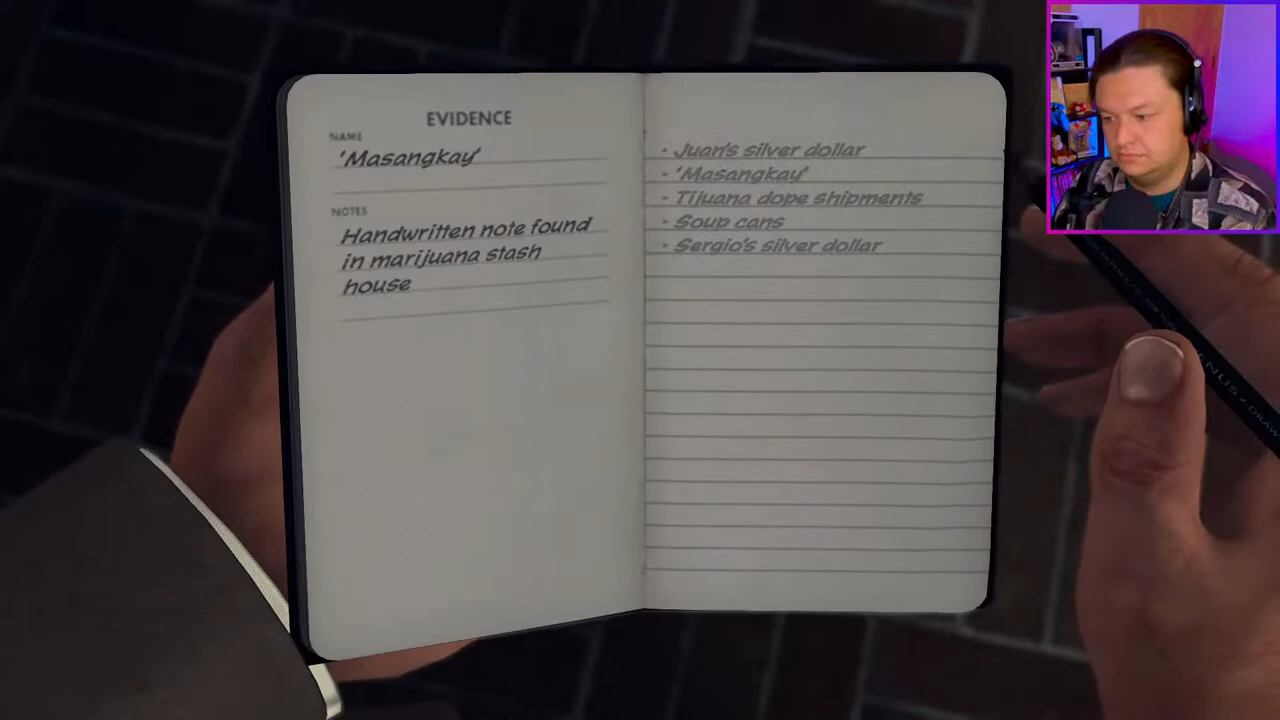 EVIDENCE
NAME
'Masangkay'
NOTES
Handwritten note found
in marijuana stash
house
· Juan's silver dollar
· 'Masangkay'
· Tijuana dope shipments
· Soup cans
· Sergio's silver dollar